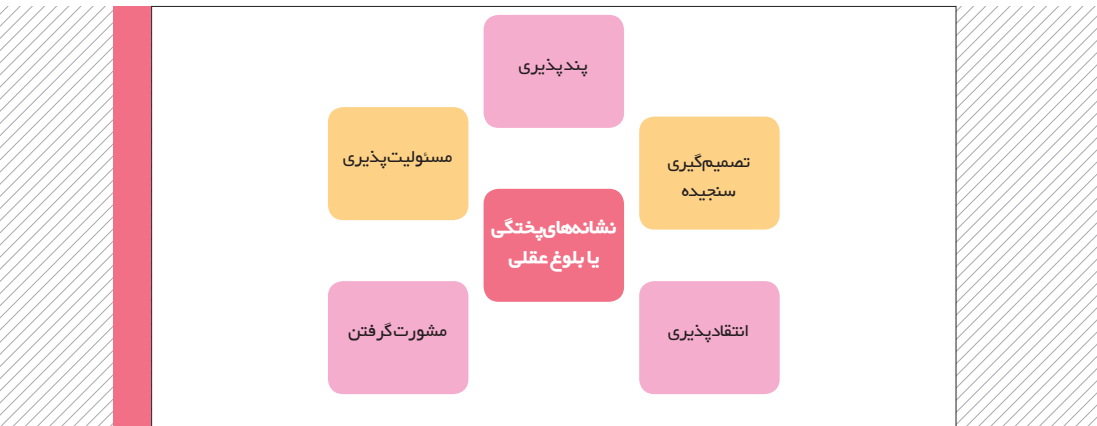 پندپذیری
تصمیم‌گیری
سنجیده
مسئولیت‌پذیری
نشانه‌های‌پختگی
یا بلوغ عقلی
انتقادپذیری
مشورت‌گرفتن